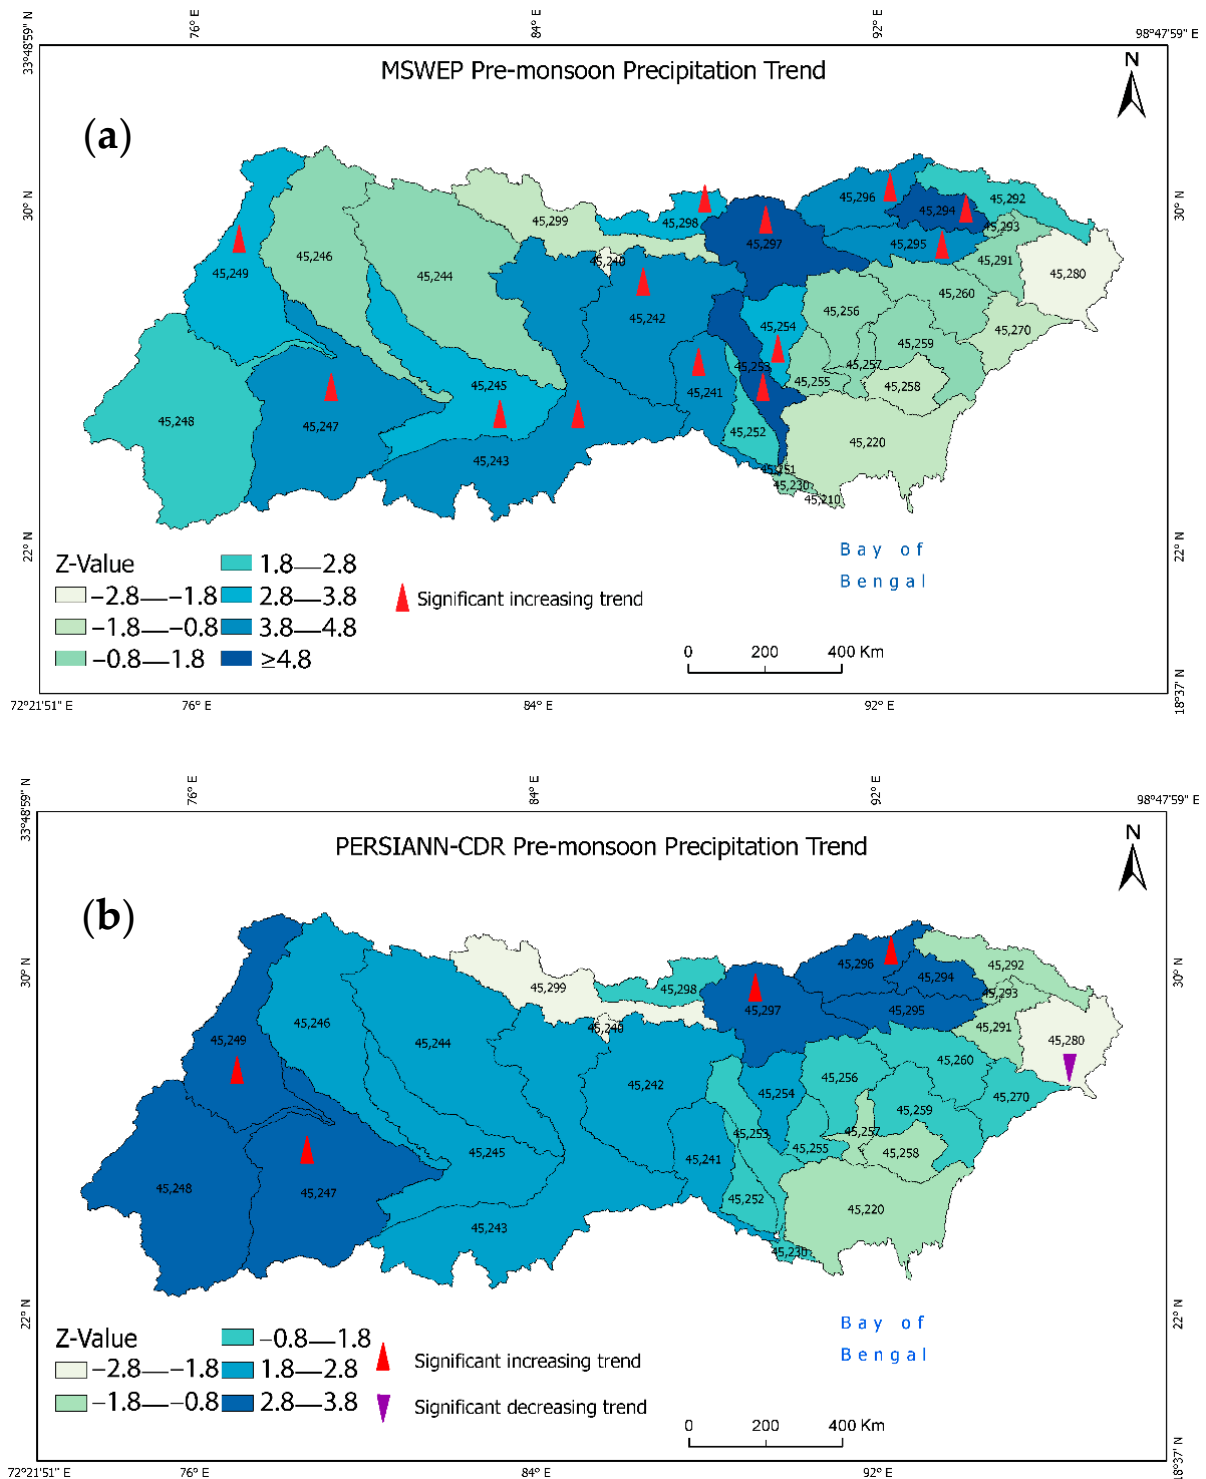 76° E
84° E
92° E
98°47'59" E
33°48'59" N
MSWEP Pre-monsoon Precipitation Trend
N
(a)
30° N
30° N
45,296
45,292
45,294
45,299
45,298
45,293
45,297
45,295
45,246
45,240
45,291
45,249
45,244
45,280
45,260
45,256
45,242
45,254
45,270
45,259
45,253
45,257
45,245
45,255
45,258
45,241
45,248
45,247
45,252
45,220
45,243
45,251
45,230
45,210
22° N
22° N
Bay of
Bengal
Z-Value
1.8—2.8
−2.8—−1.8
2.8—3.8
Significant increasing trend
−1.8—−0.8
3.8—4.8
−0.8—1.8
≥4.8
0 200 400 Km
18°37' N
72°21'51" E
76° E
84° E
92° E
76° E
84° E
92° E
98°47'59" E
33°48'59" N
PERSIANN-CDR Pre-monsoon Precipitation Trend
N
(b)
30° N
30° N
45,296
45,292
45,294
45,299
45,298
45,293
45,297
45,295
45,246
45,240
45,291
45,249
45,244
45,280
45,260
45,256
45,242
45,254
45,270
45,259
45,253
45,257
45,245
45,255
45,258
45,241
45,248
45,247
45,252
45,220
45,243
45,230
22° N
22° N
Bay of
Bengal
Z-Value
−0.8—1.8
−2.8—−1.8
1.8—2.8
Significant increasing trend
−1.8—−0.8
2.8—3.8
Significant decreasing trend
0 200 400 Km
18°37' N
72°21'51" E
76° E
84° E
92° E